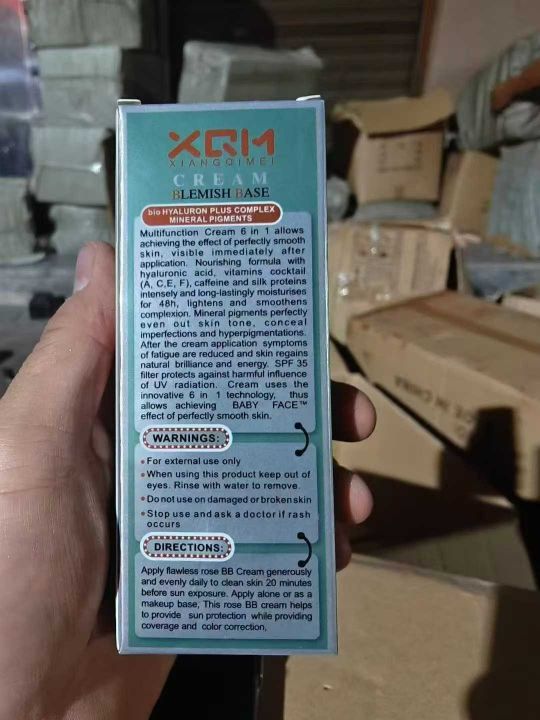 XQM
XIANGQIMEI
CREAM
BLEMISH BASE
bio HYALURON PLUS COMPLEX
MINERAL PIGMENTS
Multifunction Cream 6 in 1 allows
achieving the effect of perfectly smooth
skin, visible immediately after
application. Nourishing formula with
hyaluronic acid, vitamins cocktail
(A, C,E, F), caffeine and silk proteins
intensely and long-lastingly moisturises
for 48h, lightens and smoothens
complexion. Mineral pigments perfectly
even out skin tone, conceal
imperfections and hyperpigmentations.
After the cream application symptoms
of fatigue are reduced and skin regains
natural brilliance and energy. SPF 35
filter protects against harmful influence
of UV radiation. Cream uses the
innovative 6 in 1 technology, thus
allows achieving BABY FACE™
effect of perfectly smooth skin.
WARNINGS:
• For external use only
• When using this product keep out of
eyes. Rinse with water to remove.
• Do not use on damaged or broken skin
• Stop use and ask a doctor if rash
occurs
DIRECTIONS:
Apply flawless rose BB Cream generously
and evenly daily to clean skin 20 minutes
before sun exposure. Apply alone or as a
makeup base, This rose BB cream helps
to provide sun protection while providing
coverage and color correction,
IN CHINA